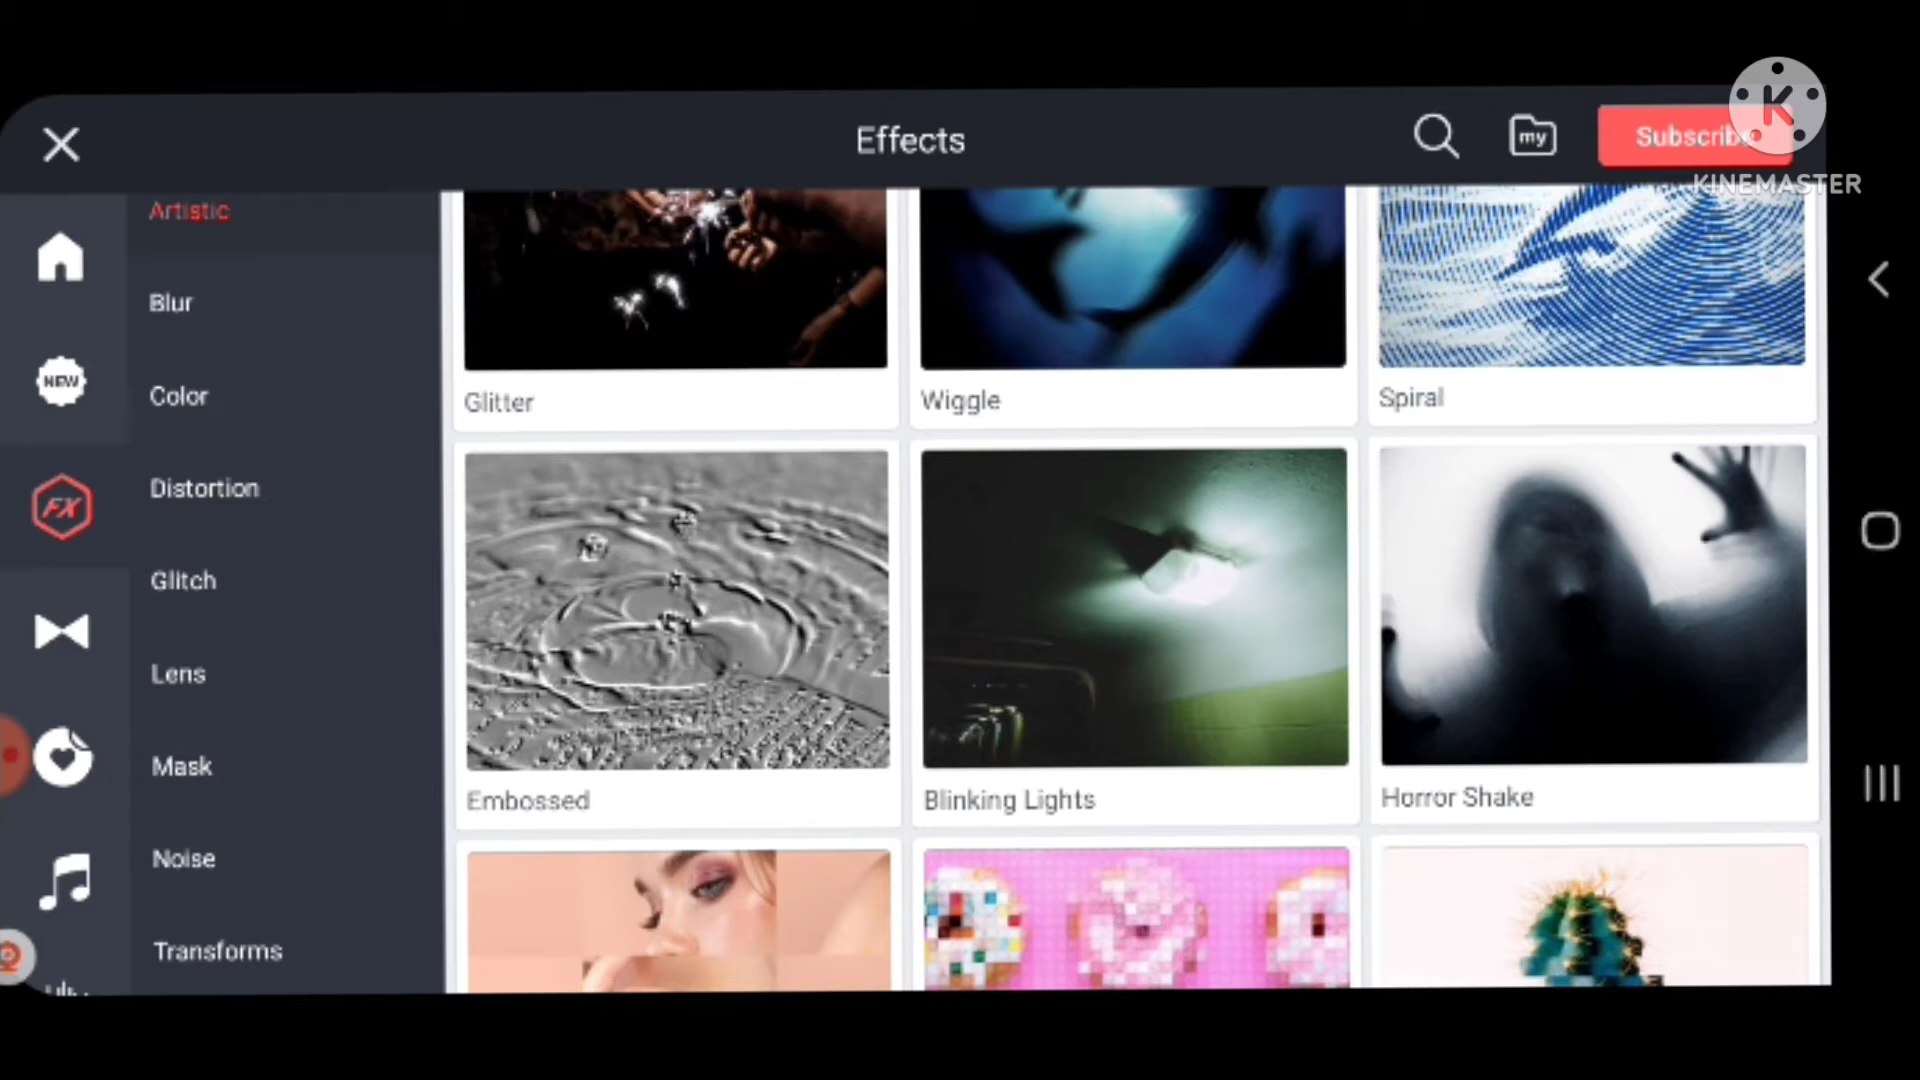 Effects
my
Subscribe
K
KINEMASTER
Artistic
Blur
NEW
Color
FX
Distortion
Glitch
Lens
Mask
Noise
Transforms
Glitter
Wiggle
Spiral
Embossed
Blinking Lights
Horror Shake